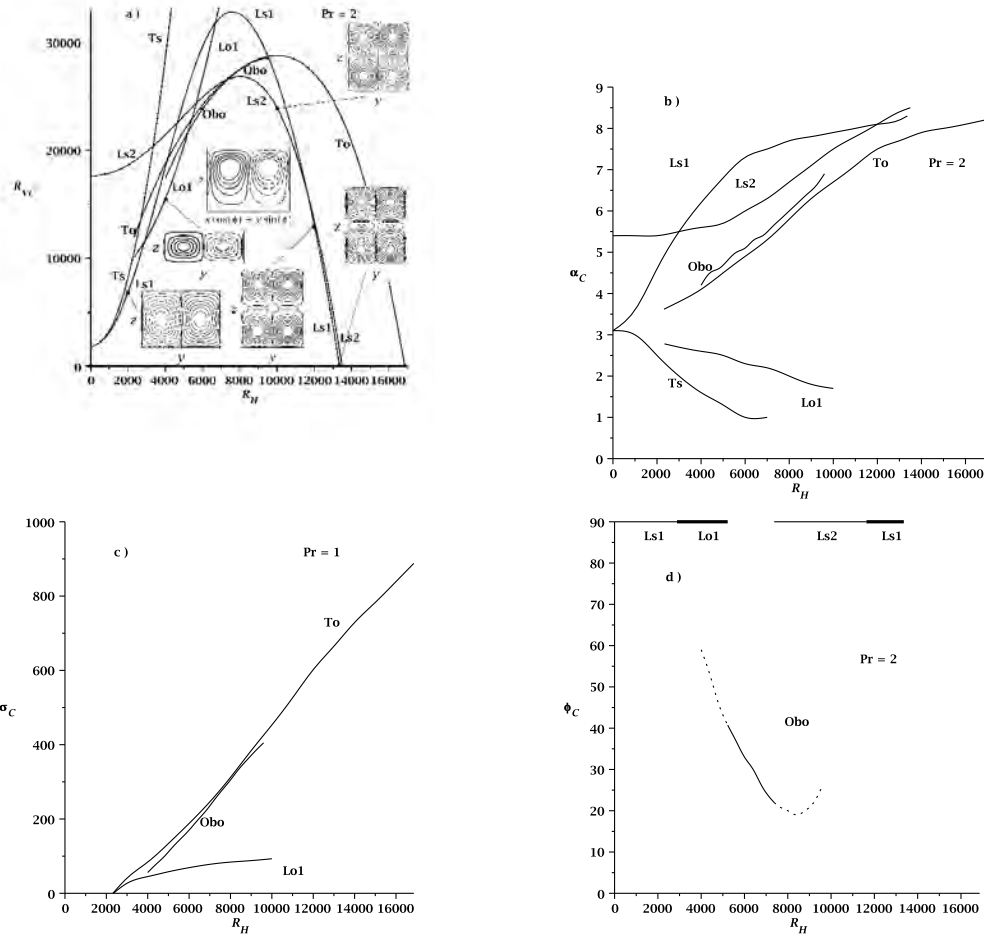 a )
Pr = 2
30000
20000
10000
0
Ts
Ls1
Lo1
Obo
Ls2
Obo
To
Ls2
Lo1
To
Ts
Ls1
Ls1
Ls2
z
y
z
y
z
y
z
y
z
y
0 2000 4000 6000 8000 10000 12000 14000 16000
R_H
b )
9
8
7
6
5
4
3
2
1
0
α_C
Ls1
Ls2
To
Pr = 2
Obo
Ts
Lo1
0 2000 4000 6000 8000 10000 12000 14000 16000
R_H
c )
Pr = 1
1000
800
600
400
200
0
σ_C
To
Obo
Lo1
0 2000 4000 6000 8000 10000 12000 14000 16000
R_H
90
80
70
60
50
40
30
20
10
0
Ls1 Lo1 Ls2 Ls1
d )
Pr = 2
ϕ_C
Obo
0 2000 4000 6000 8000 10000 12000 14000 16000
R_H